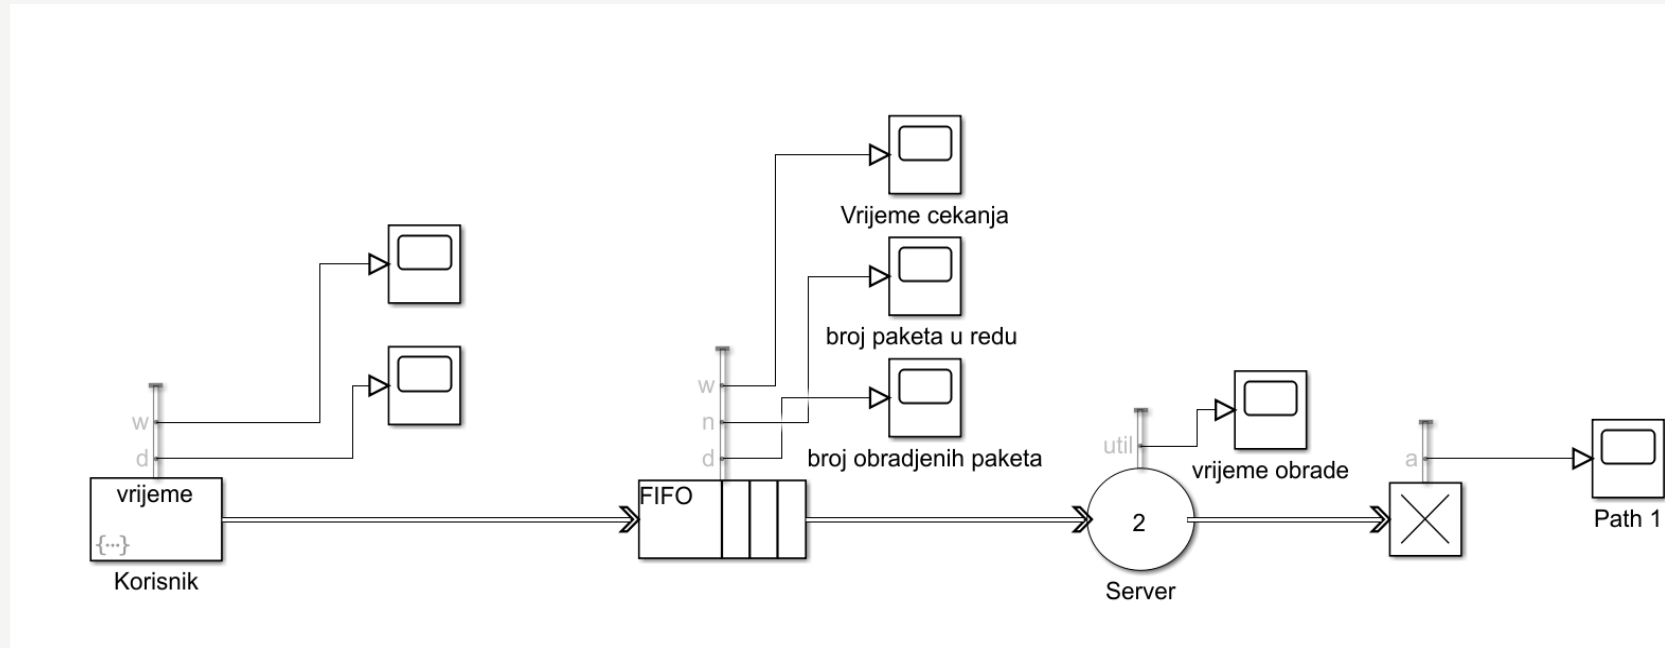 Vrijeme cekanja
broj paketa u redu
w
n
d
broj obradjenih paketa
w
d
vrijeme
{...}
Korisnik
FIFO
util
vrijeme obrade
2
Server
a
Path 1